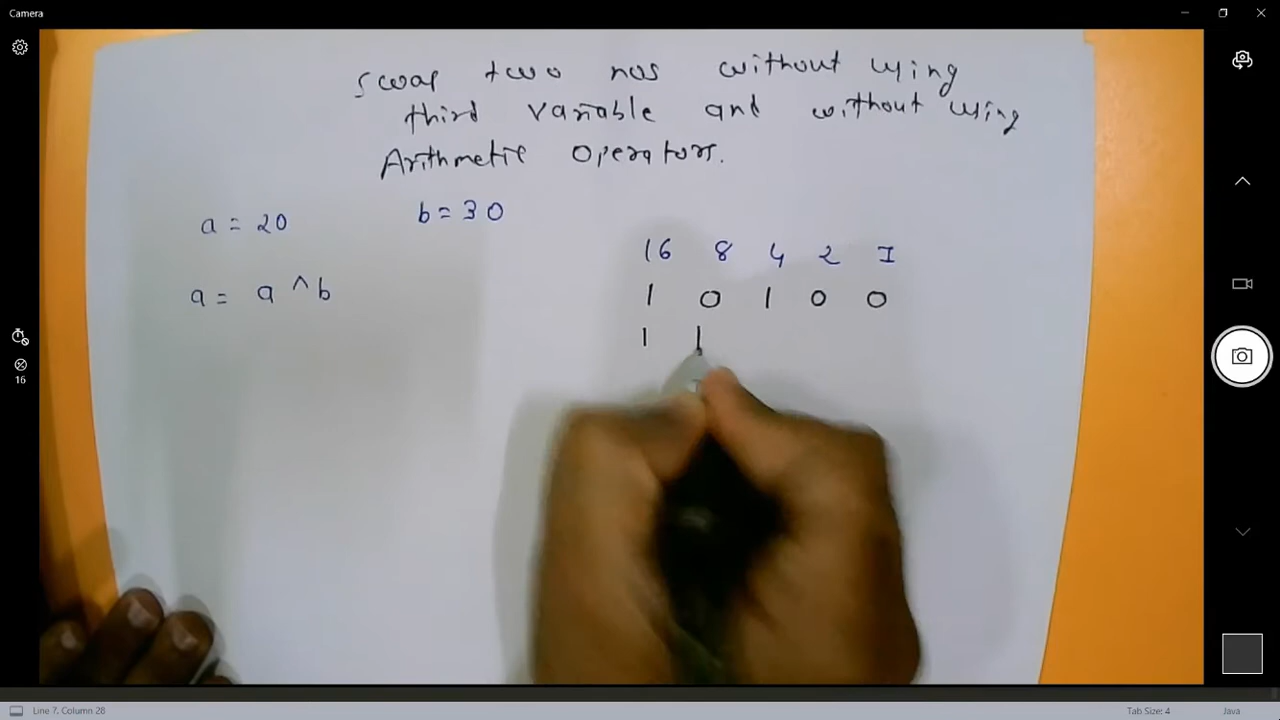 Camera
swap two nos without using
third variable and without using
Arithmetic Operators.
a = 20 b = 30
16 8 4 2 1
a = a ^ b
1 0 1 0 0
1 1
16
Line 7, Column 28 Tab Size: 4 Java